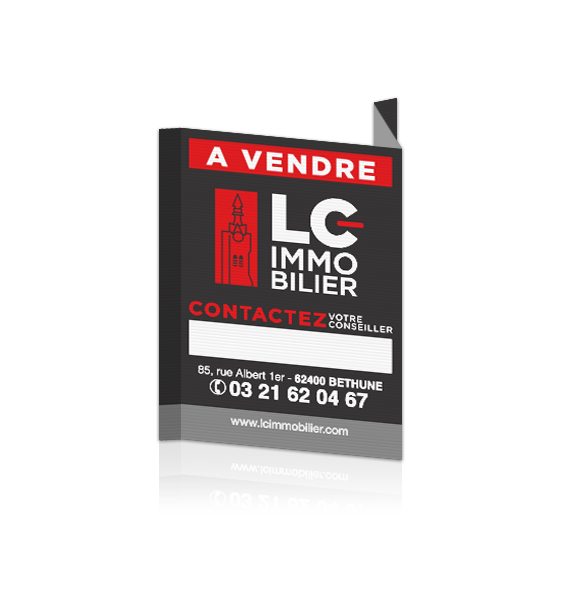 A VENDRE
LC
IMMO
BILIER
CONTACTEZ VOTRE CONSEILLER
85, rue Albert 1er - 62400 BETHUNE
03 21 62 04 67
www.lcimmobilier.com